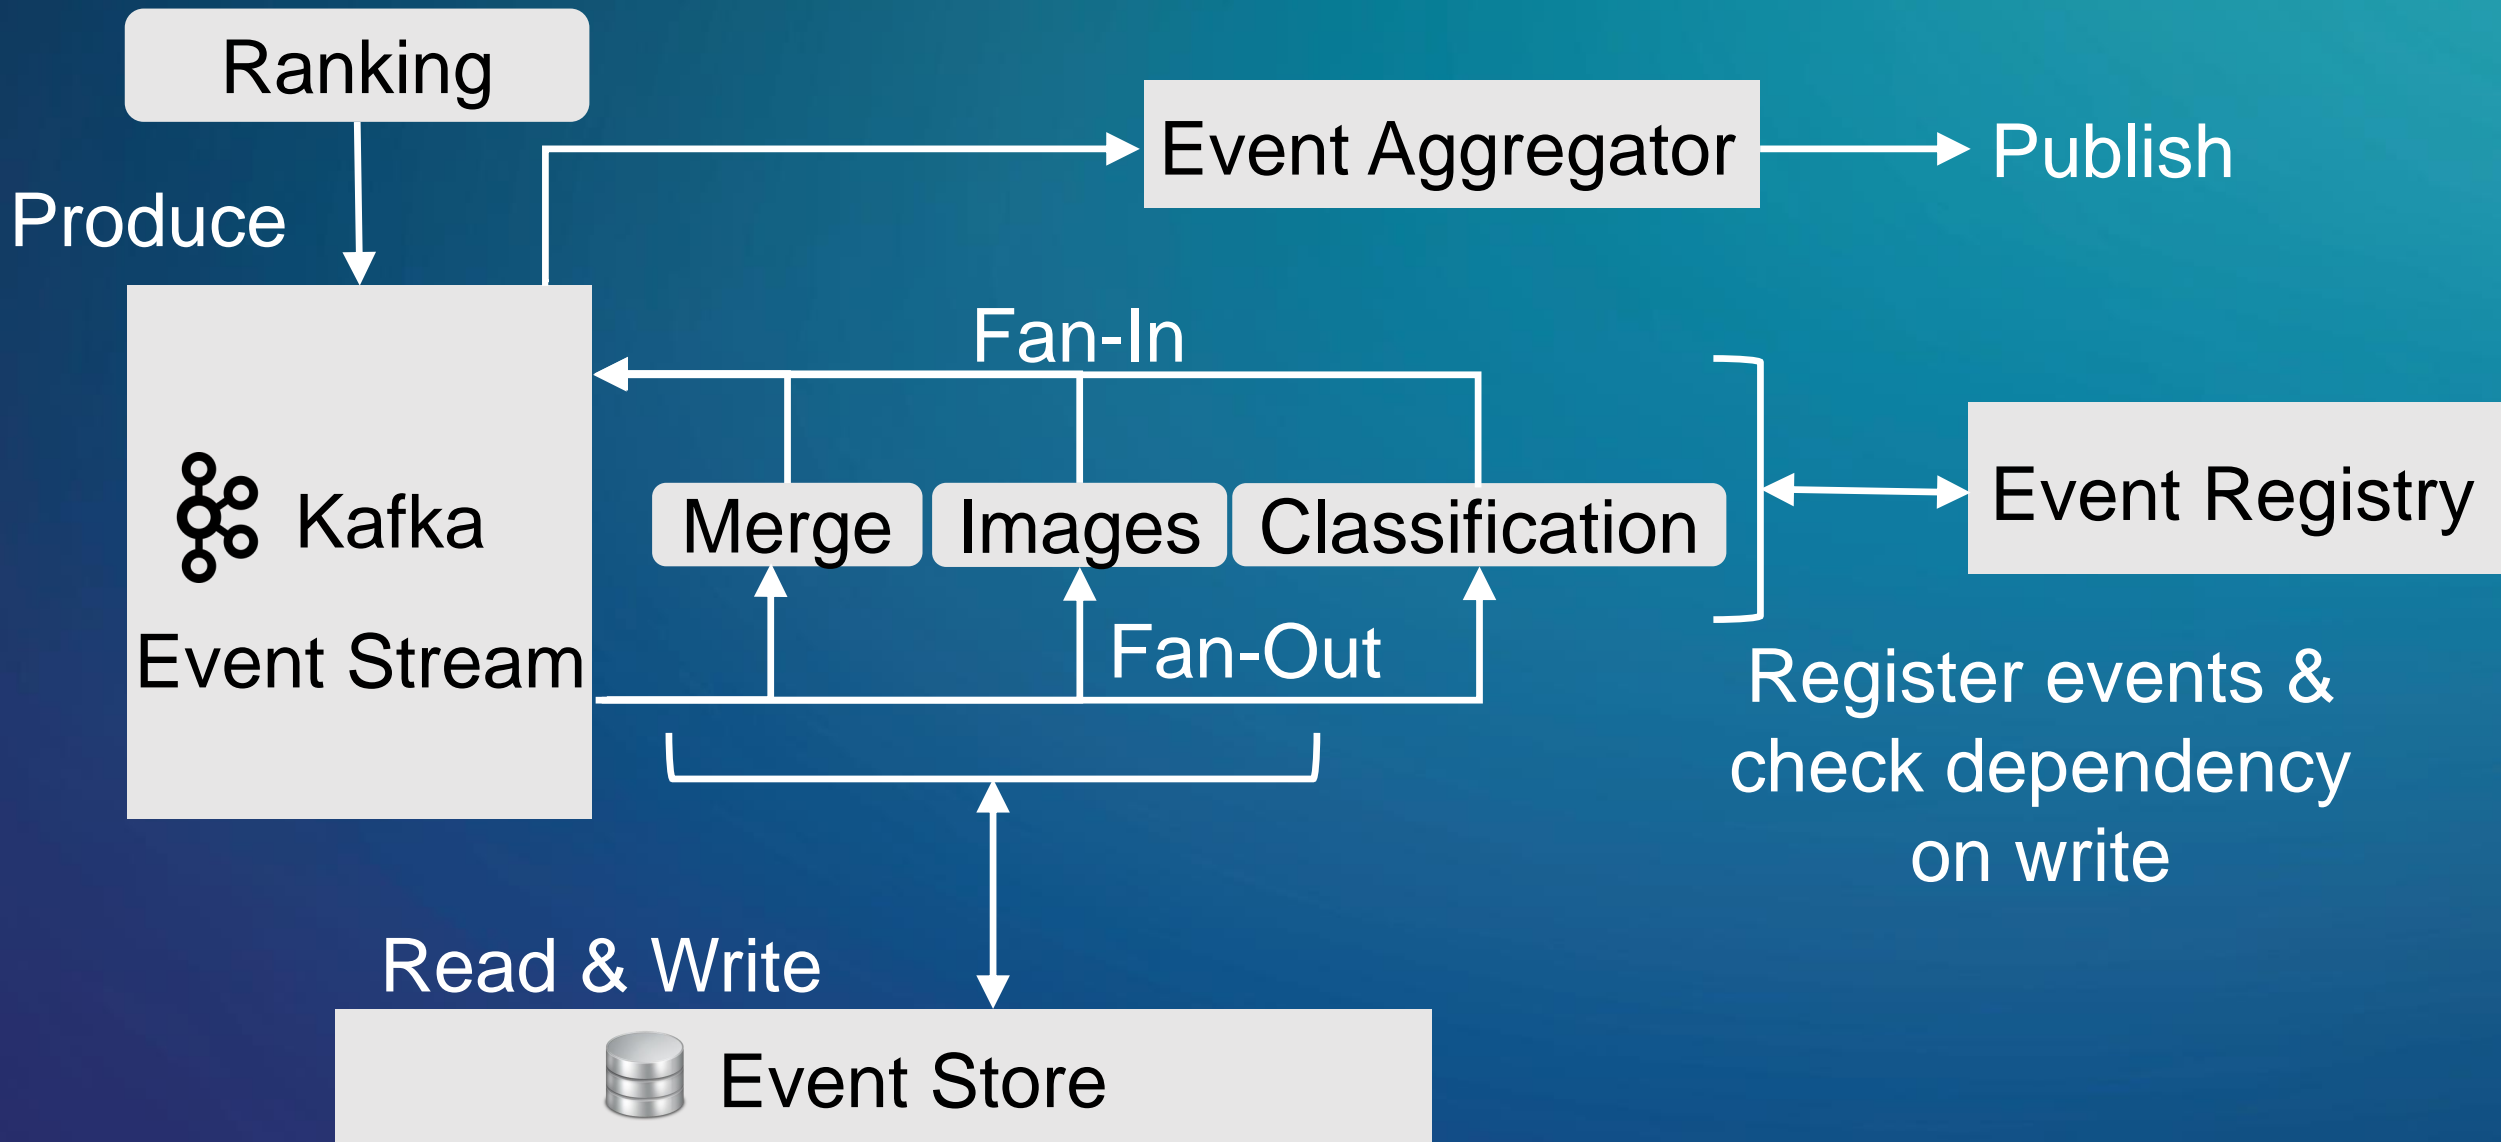 Ranking
Produce
Event Aggregator
Publish
Fan-In
Kafka
Event Stream
Merge
Images
Classification
Fan-Out
Event Registry
Register events &
check dependency
on write
Read & Write
Event Store